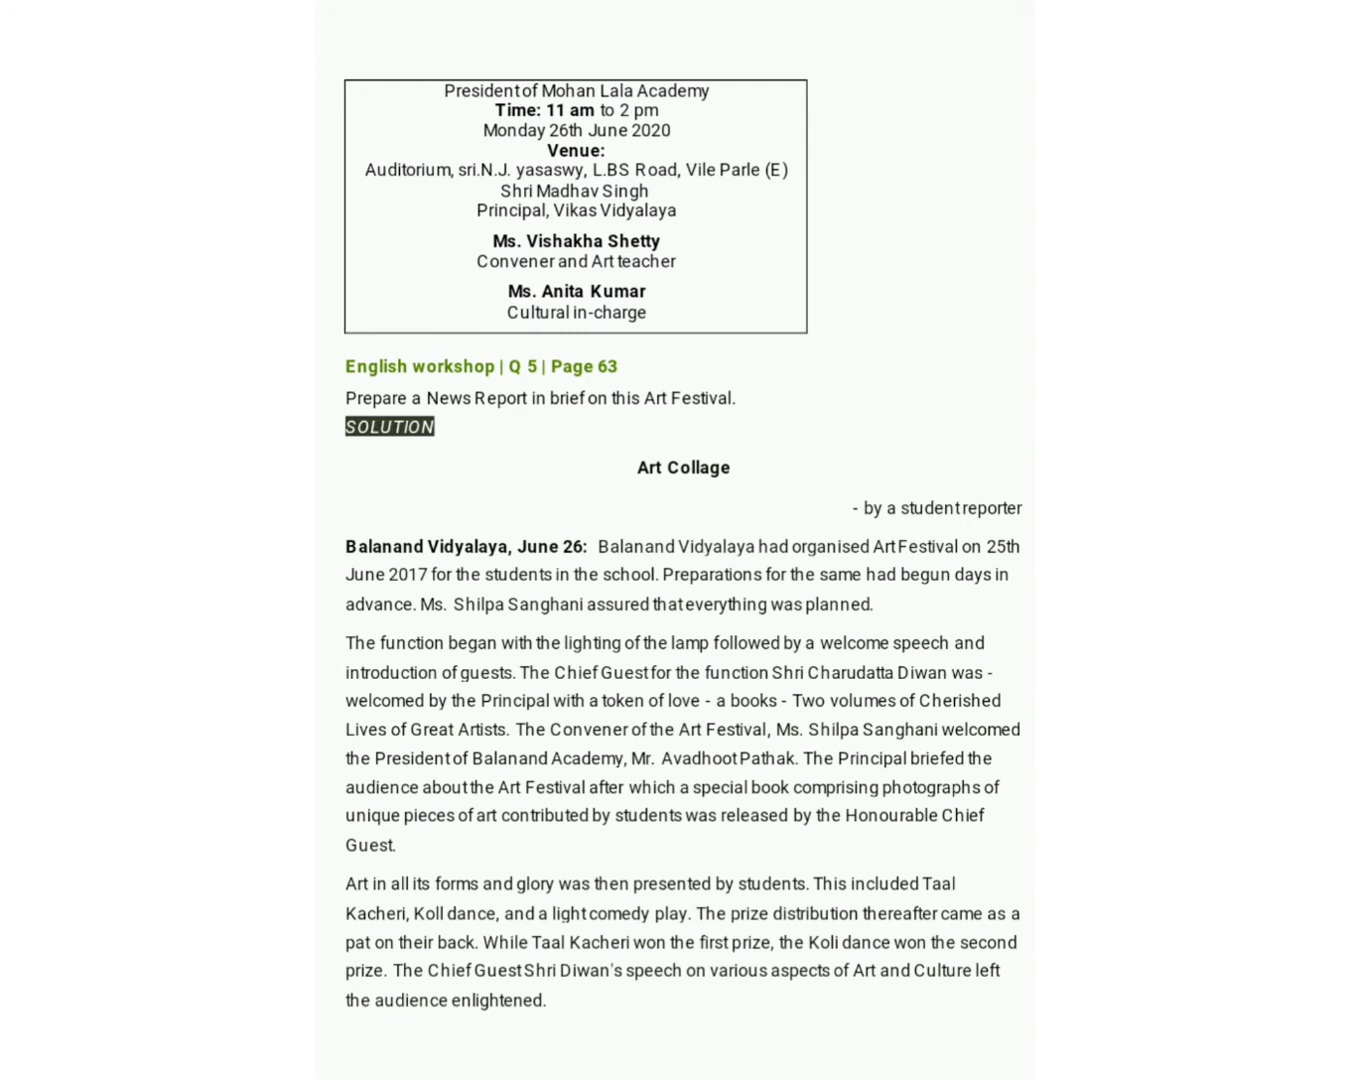 President of Mohan Lala Academy
Time: 11 am to 2 pm
Monday 26th June 2020
Venue:
Auditorium, sri.N.J. yasaswy, L.BS Road, Vile Parle (E)
Shri Madhav Singh
Principal, Vikas Vidyalaya
Ms. Vishakha Shetty
Convener and Art teacher
Ms. Anita Kumar
Cultural in-charge
English workshop | Q 5 | Page 63
Prepare a News Report in brief on this Art Festival.
SOLUTION
Art Collage
- by a student reporter
Balanand Vidyalaya, June 26: Balanand Vidyalaya had organised Art Festival on 25th
June 2017 for the students in the school. Preparations for the same had begun days in
advance. Ms. Shilpa Sanghani assured that everything was planned.
The function began with the lighting of the lamp followed by a welcome speech and
introduction of guests. The Chief Guest for the function Shri Charudatta Diwan was -
welcomed by the Principal with a token of love - a books - Two volumes of Cherished
Lives of Great Artists. The Convener of the Art Festival, Ms. Shilpa Sanghani welcomed
the President of Balanand Academy, Mr. Avadhoot Pathak. The Principal briefed the
audience about the Art Festival after which a special book comprising photographs of
unique pieces of art contributed by students was released by the Honourable Chief
Guest.
Art in all its forms and glory was then presented by students. This included Taal
Kacheri, Koll dance, and a light comedy play. The prize distribution thereafter came as a
pat on their back. While Taal Kacheri won the first prize, the Koli dance won the second
prize. The Chief Guest Shri Diwan's speech on various aspects of Art and Culture left
the audience enlightened.